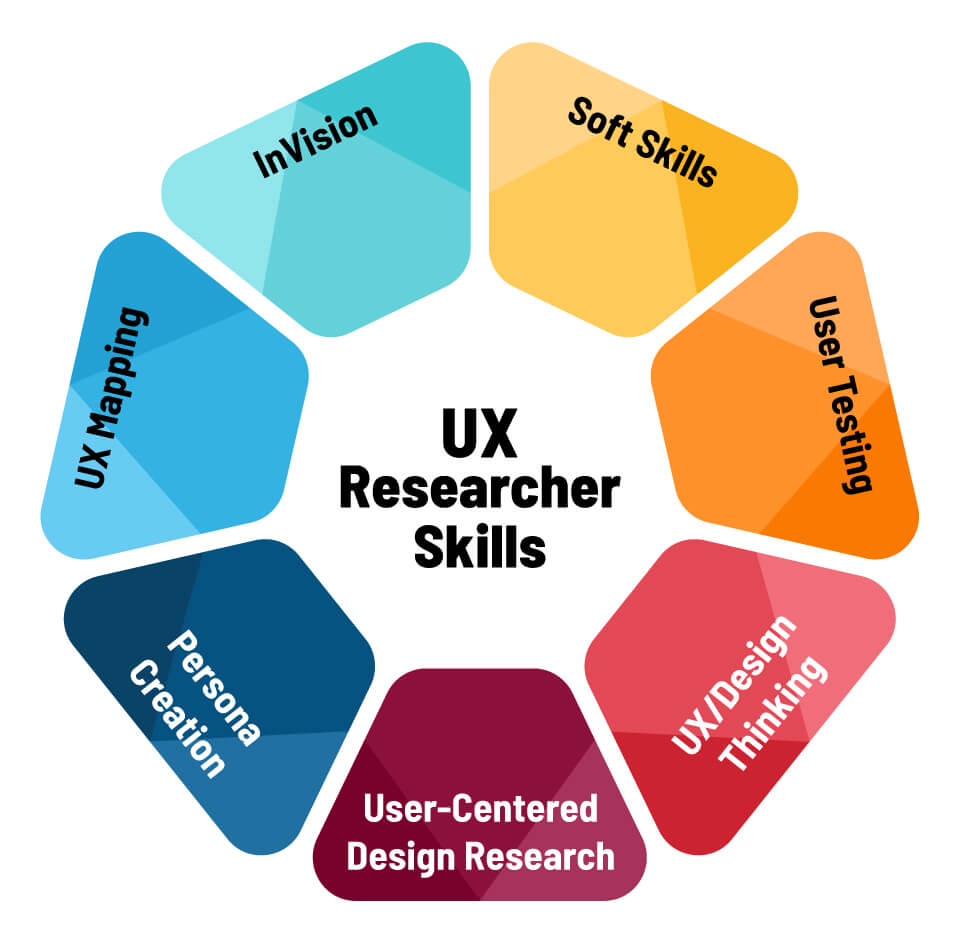 InVision
Soft Skills
UX Mapping
User Testing
UX
Researcher
Skills
Persona
Creation
UX/Design
Thinking
User-Centered
Design Research